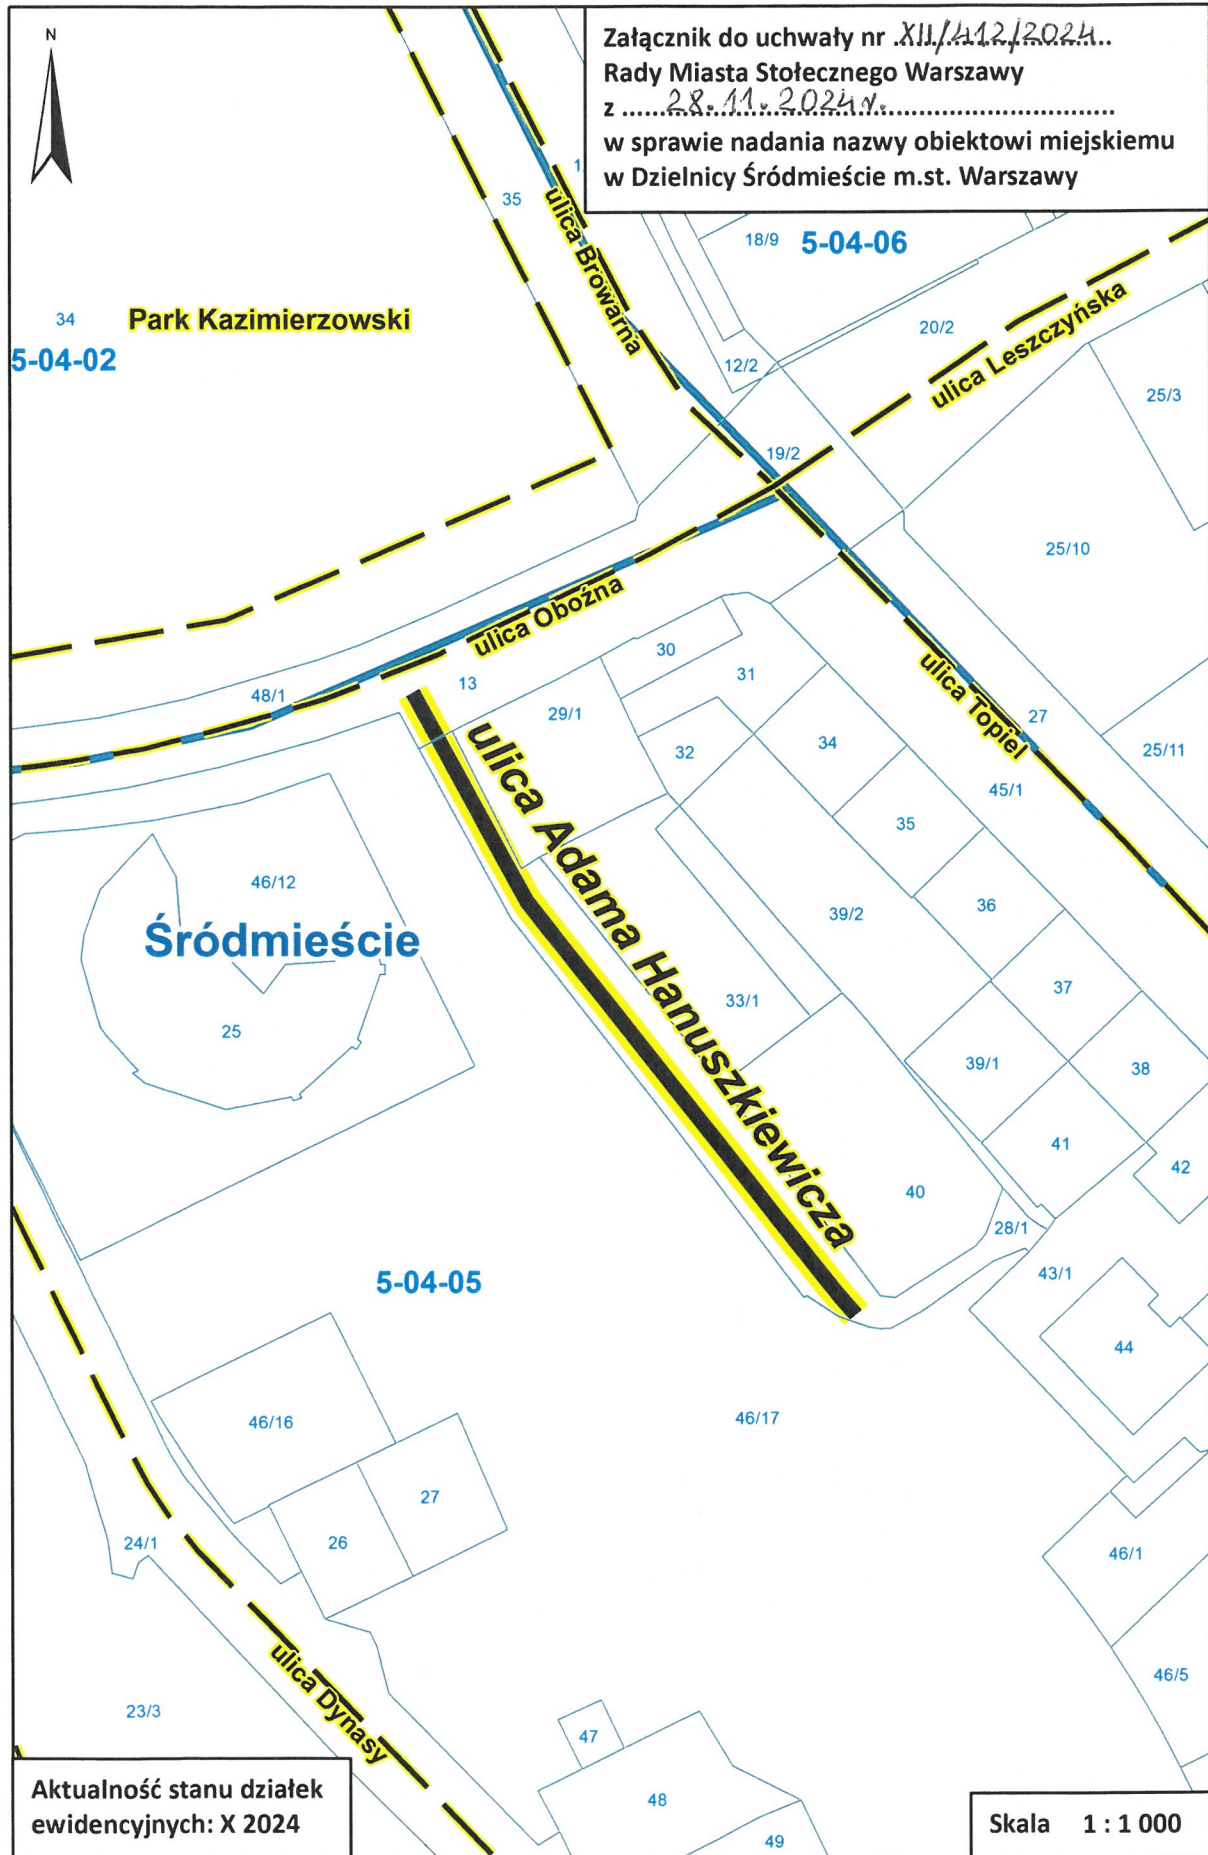 N
Załącznik do uchwały nr XII/412/2024
Rady Miasta Stołecznego Warszawy
z 28.11.2024r.
w sprawie nadania nazwy obiektowi miejskiemu
w Dzielnicy Śródmieście m.st. Warszawy
35
ulica Browarna
18/9
5-04-06
34
Park Kazimierzowski
5-04-02
20/2
ulica Leszczyńska
12/2
25/3
19/2
25/10
ulica Oboźna
30
31
48/1
13
29/1
ulica Topiel
27
32
34
25/11
45/1
35
ulica Adama Hanuszkiewicza
46/12
Śródmieście
36
39/2
25
33/1
37
39/1
38
41
42
40
28/1
43/1
5-04-05
44
46/16
46/17
27
26
24/1
46/1
ulica Dynasy
46/5
23/3
47
48
49
Aktualność stanu działek
ewidencyjnych: X 2024
Skala 1 : 1 000